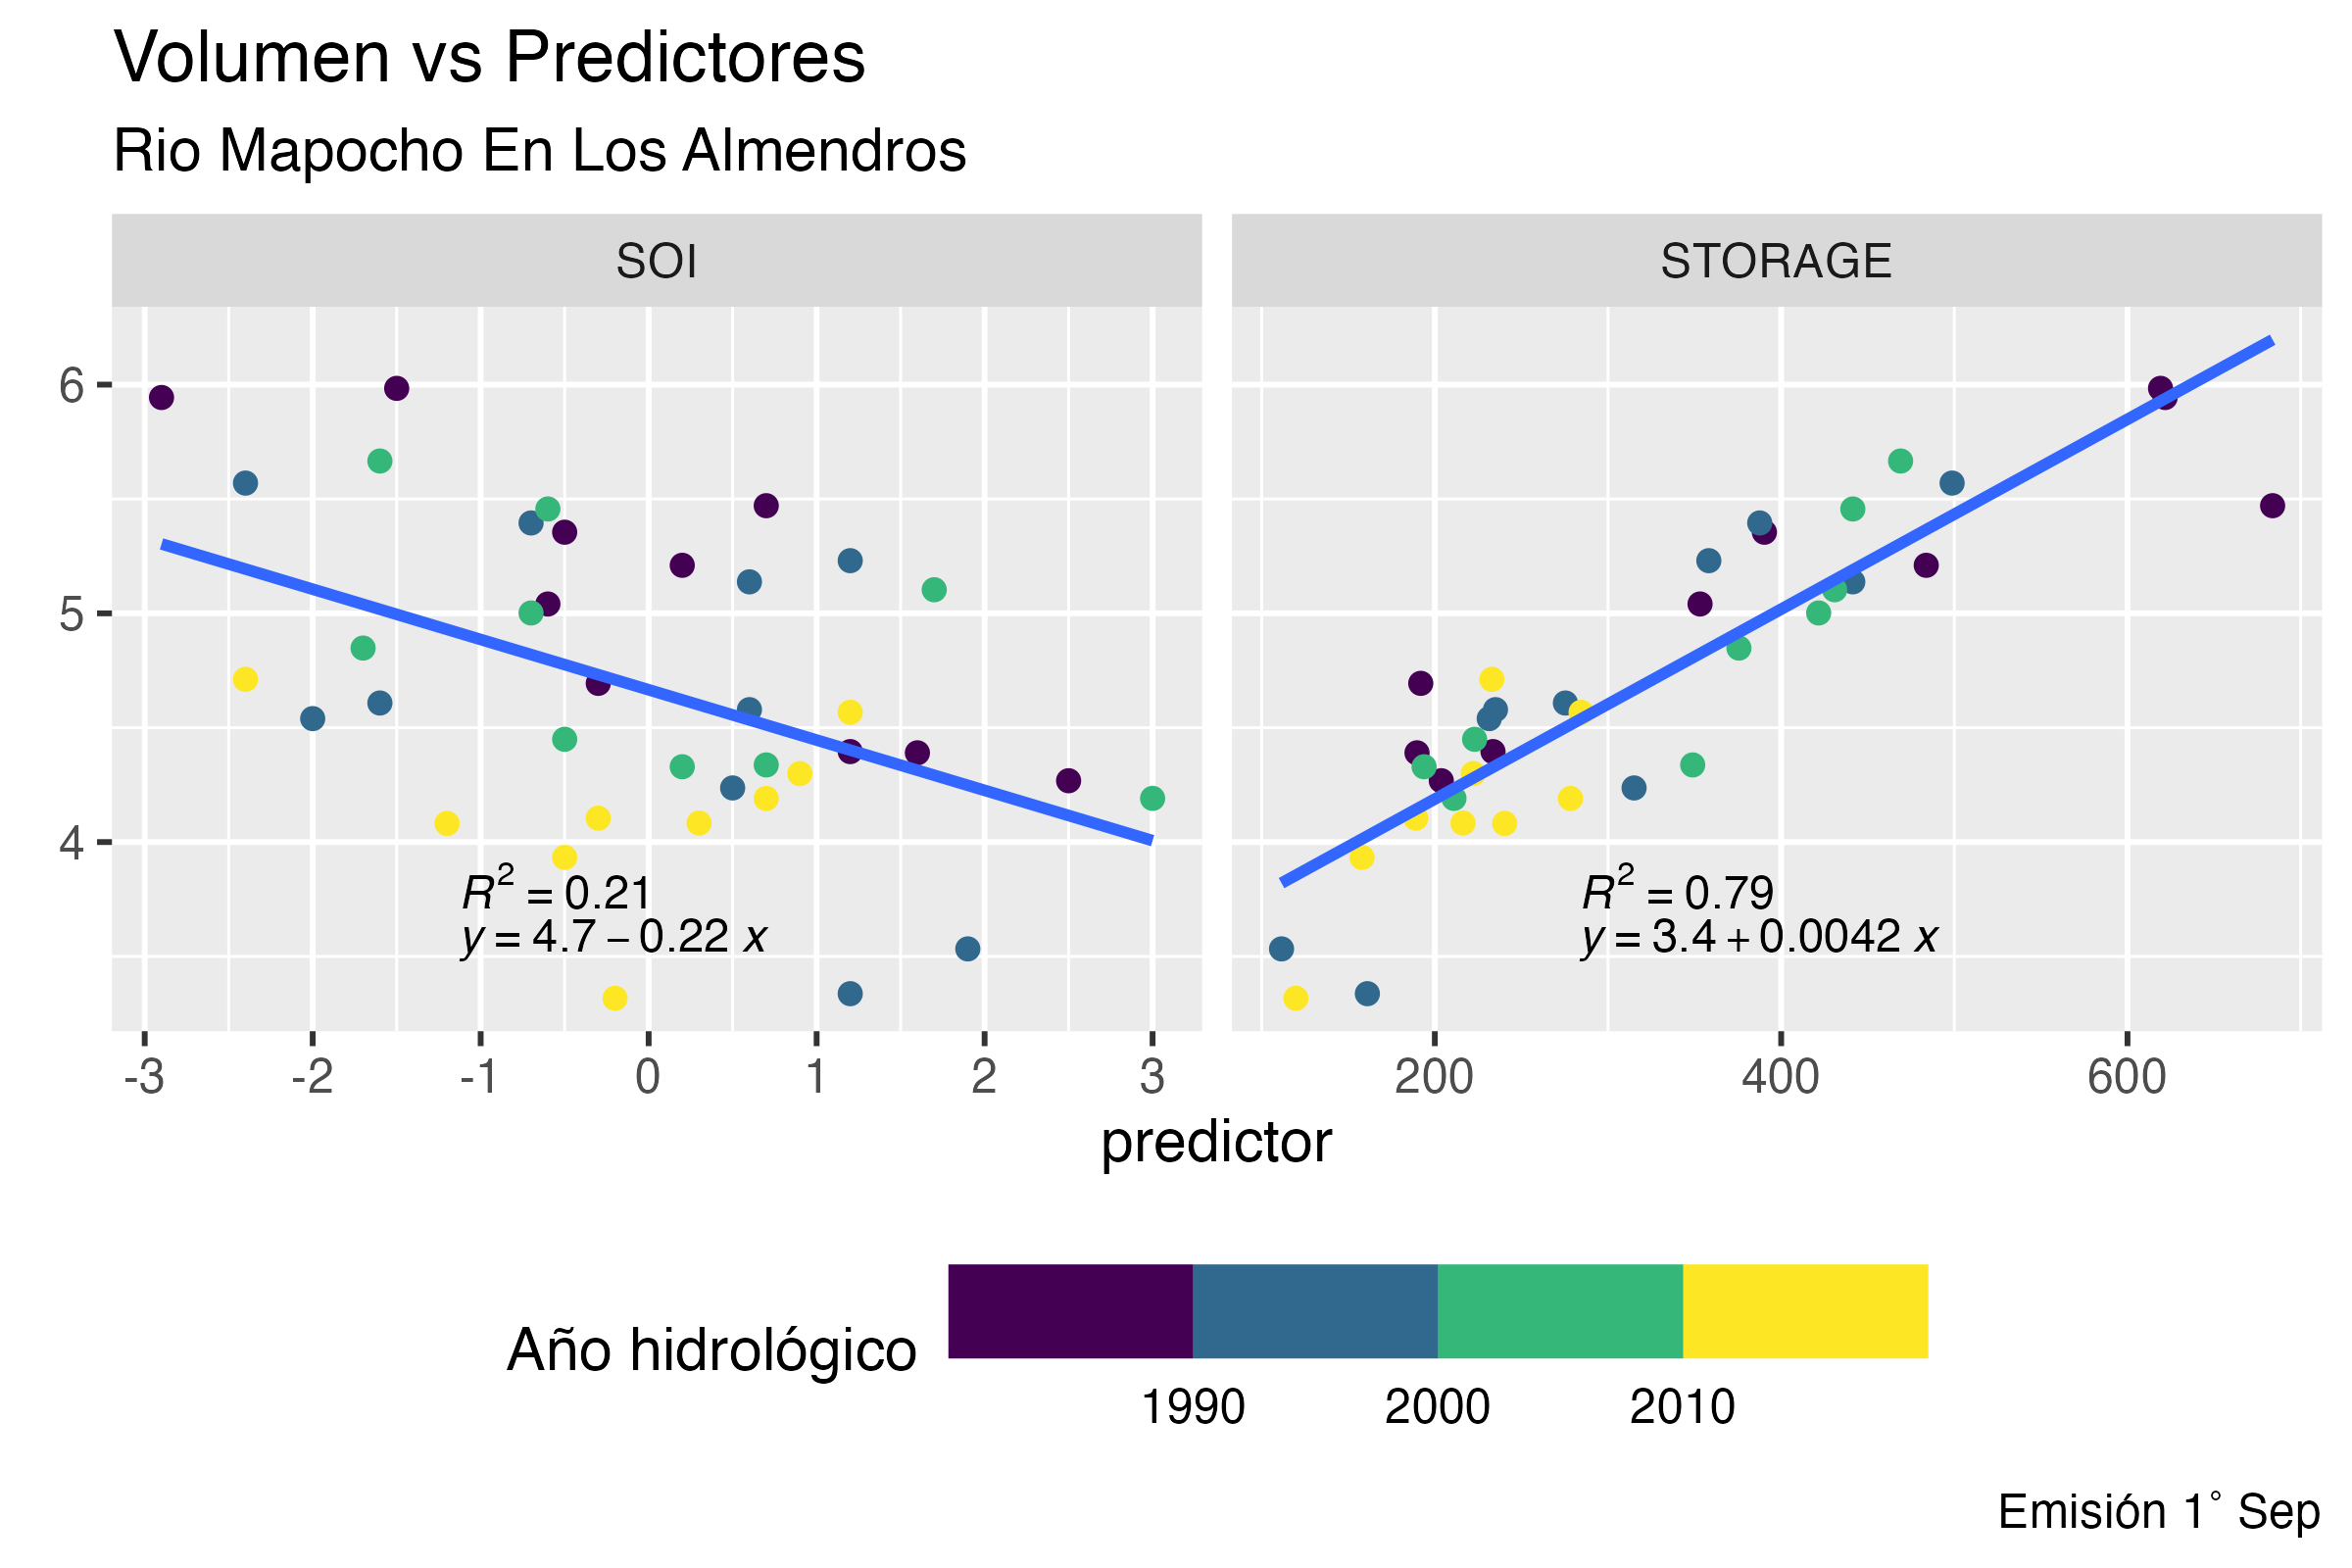 Volumen vs Predictores
Rio Mapocho En Los Almendros
SOI
STORAGE
6
5
4
R² = 0.21
y = 4.7 − 0.22 x
R² = 0.79
y = 3.4 + 0.0042 x
-3 -2 -1 0 1 2 3
200 400 600
predictor
Año hidrológico
1990 2000 2010
Emisión 1° Sep